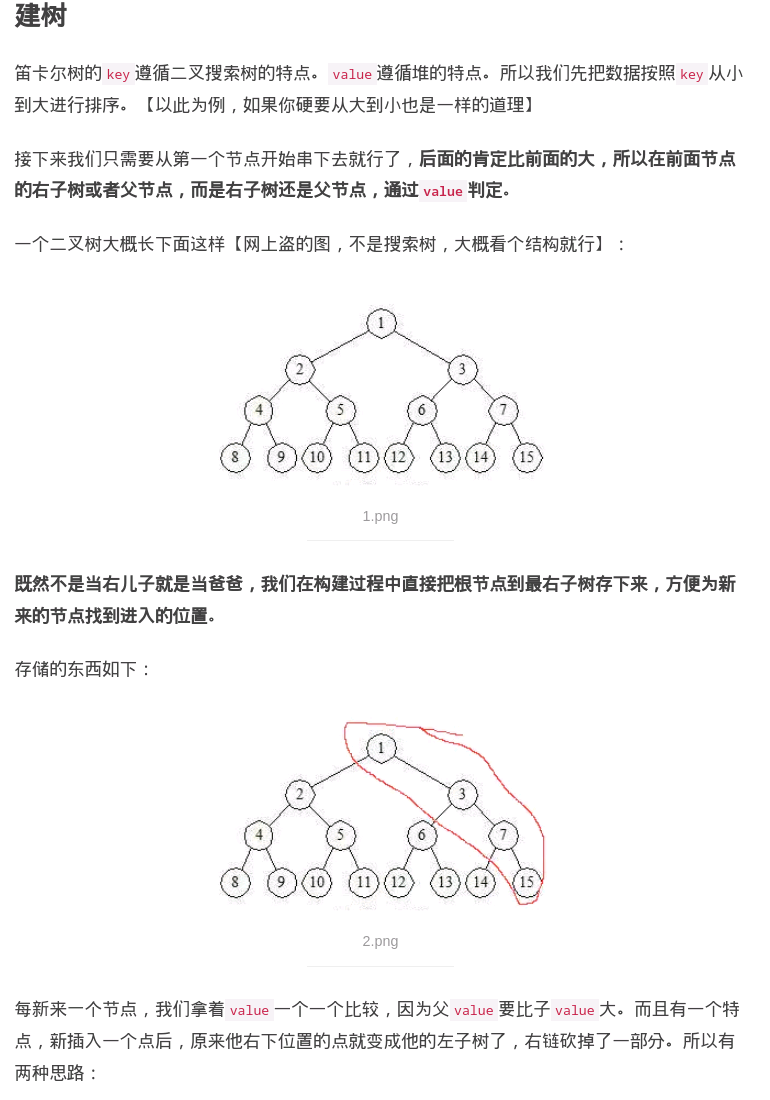 建树
笛卡尔树的key遵循二叉搜索树的特点。value遵循堆的特点。所以我们先把数据按照key从小
到大进行排序。【以此为例，如果你硬要从大到小也是一样的道理】
接下来我们只需要从第一个节点开始串下去就行了，后面的肯定比前面的大，所以在前面节点
的右子树或者父节点，而是右子树还是父节点，通过value判定。
一个二叉树大概长下面这样【网上盗的图，不是搜索树，大概看个结构就行】：
1
2 3
4 5 6 7
8 9 10 11 12 13 14 15
1.png
既然不是当右儿子就是当爸爸，我们在构建过程中直接把根节点到最右子树存下来，方便为新
来的节点找到进入的位置。
存储的东西如下：
1
2 3
4 5 6 7
8 9 10 11 12 13 14 15
2.png
每新来一个节点，我们拿着value一个一个比较，因为父value要比子value大。而且有一个特
点，新插入一个点后，原来他右下位置的点就变成他的左子树了，右链砍掉了一部分。所以有
两种思路：